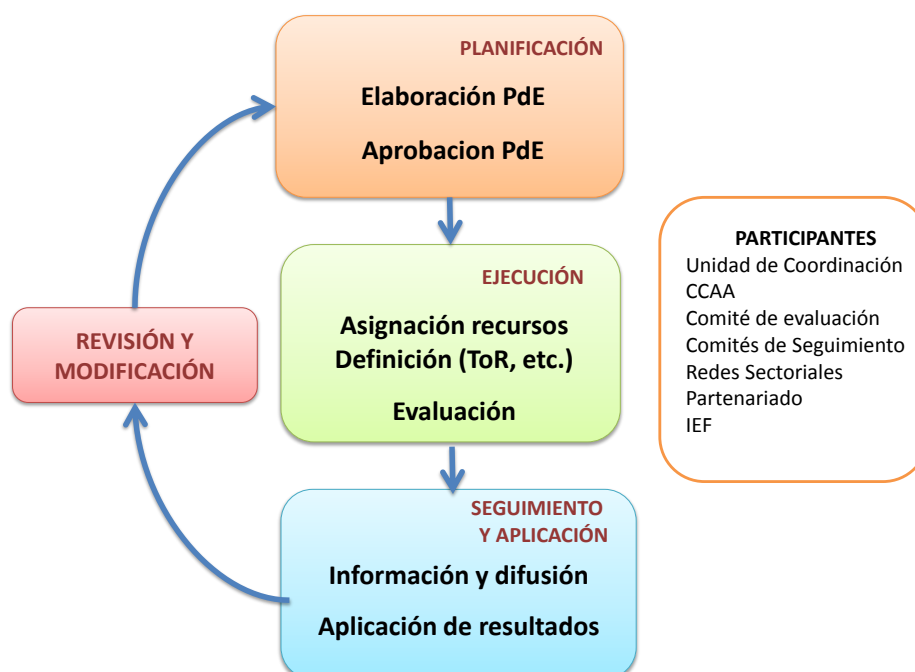 PLANIFICACIÓN
Elaboración PdE
Aprobacion PdE
EJECUCIÓN
Asignación recursos
Definición (ToR, etc.)
Evaluación
SEGUIMIENTO
Y APLICACIÓN
Información y difusión
Aplicación de resultados
REVISIÓN Y
MODIFICACIÓN
PARTICIPANTES
Unidad de Coordinación
CCAA
Comité de evaluación
Comités de Seguimiento
Redes Sectoriales
Partenariado
IEF